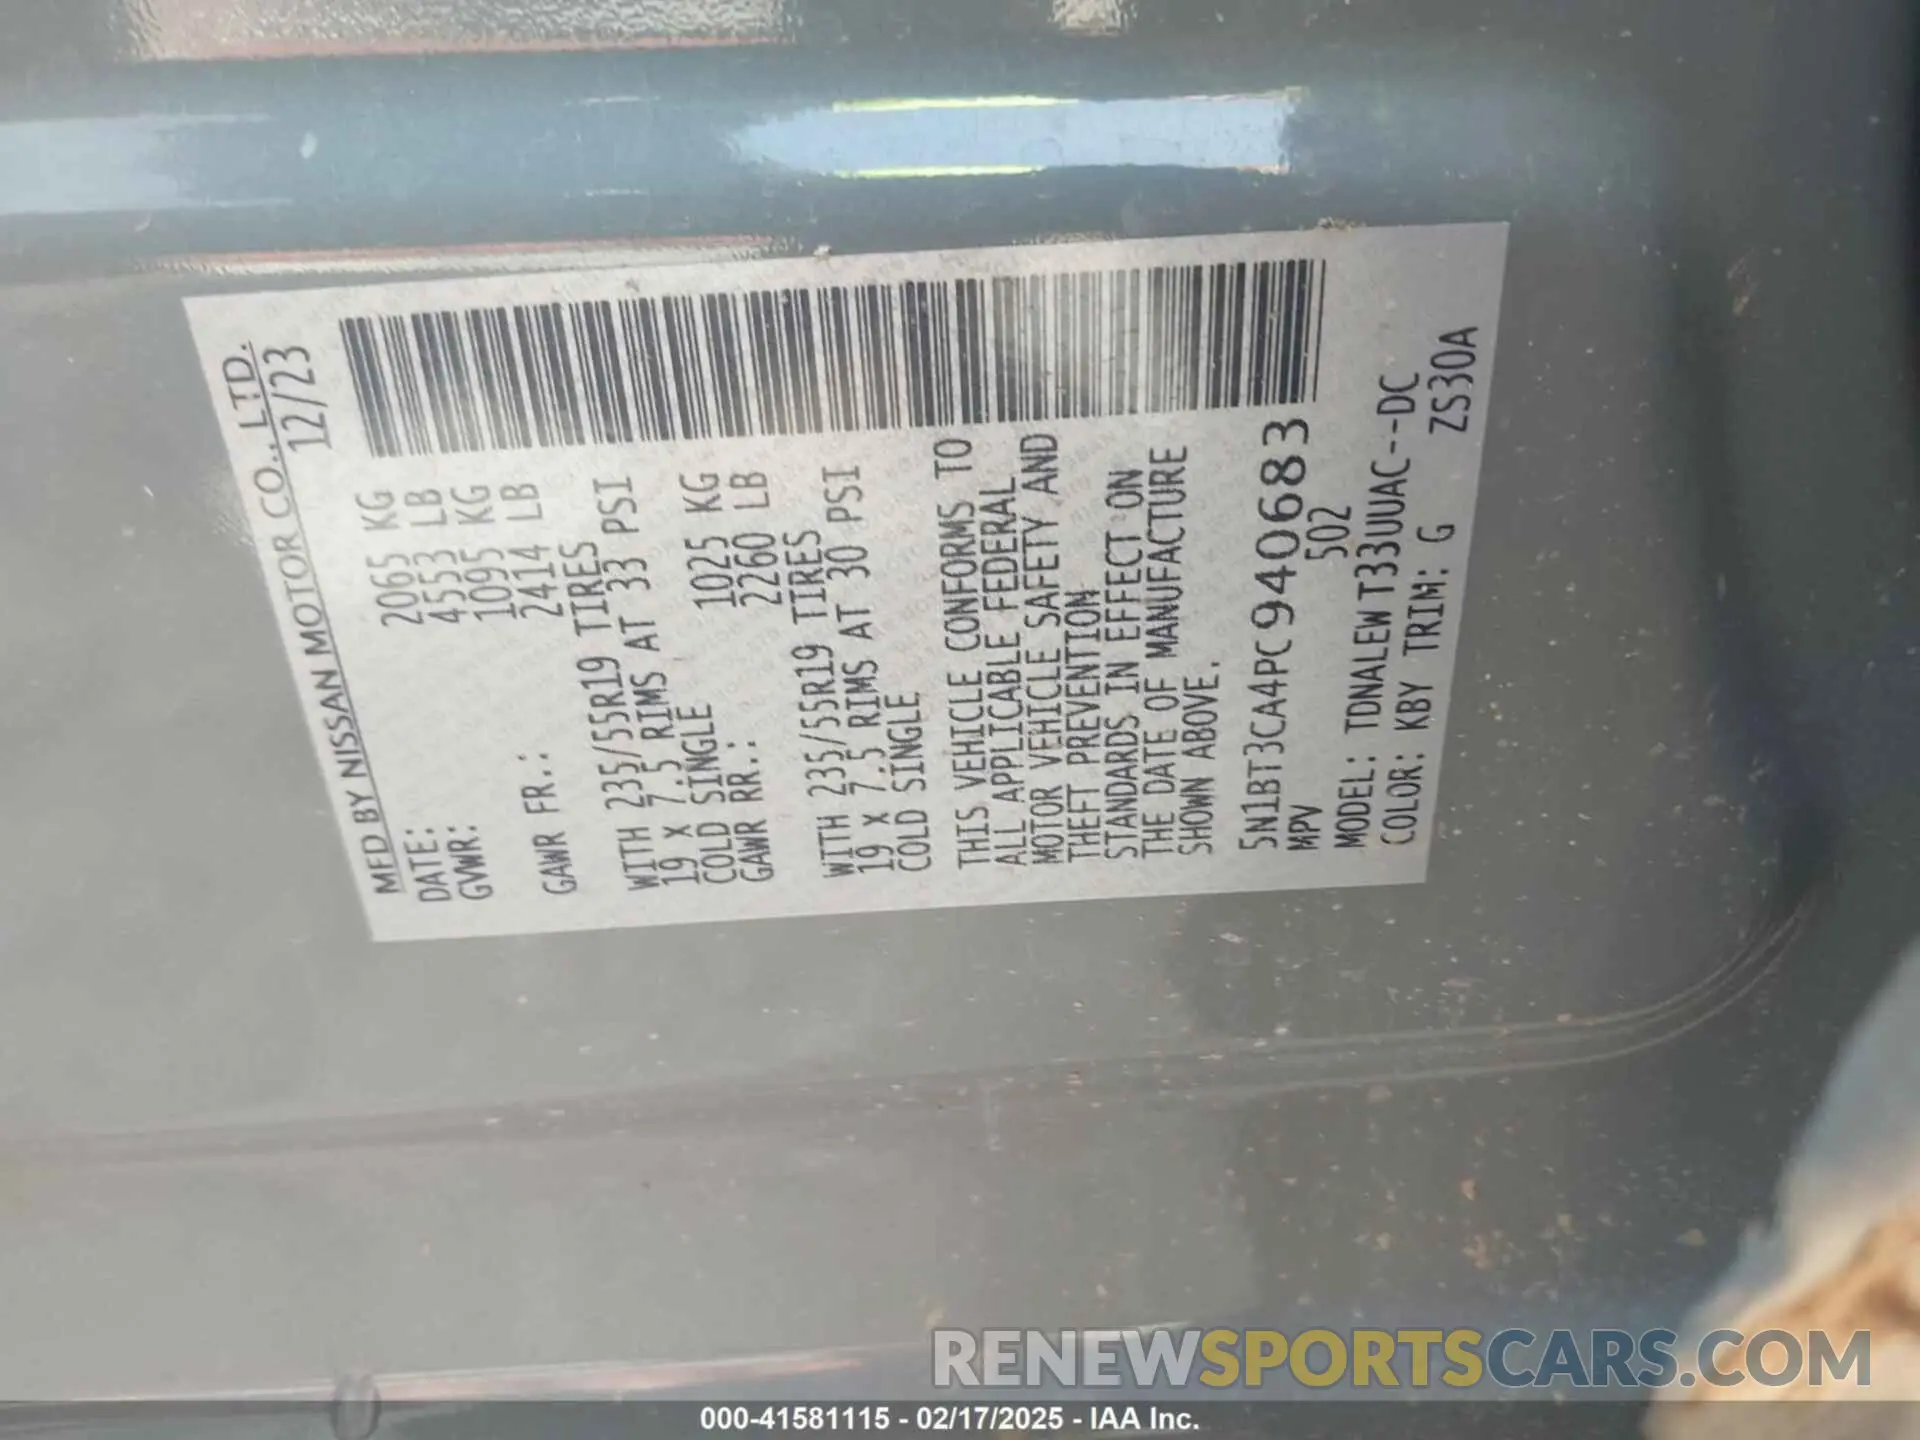 MFD BY NISSAN MOTOR CO., LTD.
DATE: 12/23
GVWR: 2065 KG
4553 LB
GAWR FR.: 1095 KG
2414 LB
WITH 235/55R19 TIRES
19 X 7.5 RIMS AT 33 PSI
COLD SINGLE
GAWR RR.: 1025 KG
2260 LB
WITH 235/55R19 TIRES
19 X 7.5 RIMS AT 30 PSI
COLD SINGLE
THIS VEHICLE CONFORMS TO
ALL APPLICABLE FEDERAL
MOTOR VEHICLE SAFETY AND
THEFT PREVENTION
STANDARDS IN EFFECT ON
THE DATE OF MANUFACTURE
SHOWN ABOVE.
5N1BT3CA4PC940683
MPV 502
MODEL: TDNALEW T33UUAC--DC
COLOR: KBY TRIM: G ZS30A
RENEWSPORTSCARS.COM
000-41581115 - 02/17/2025 - IAA Inc.